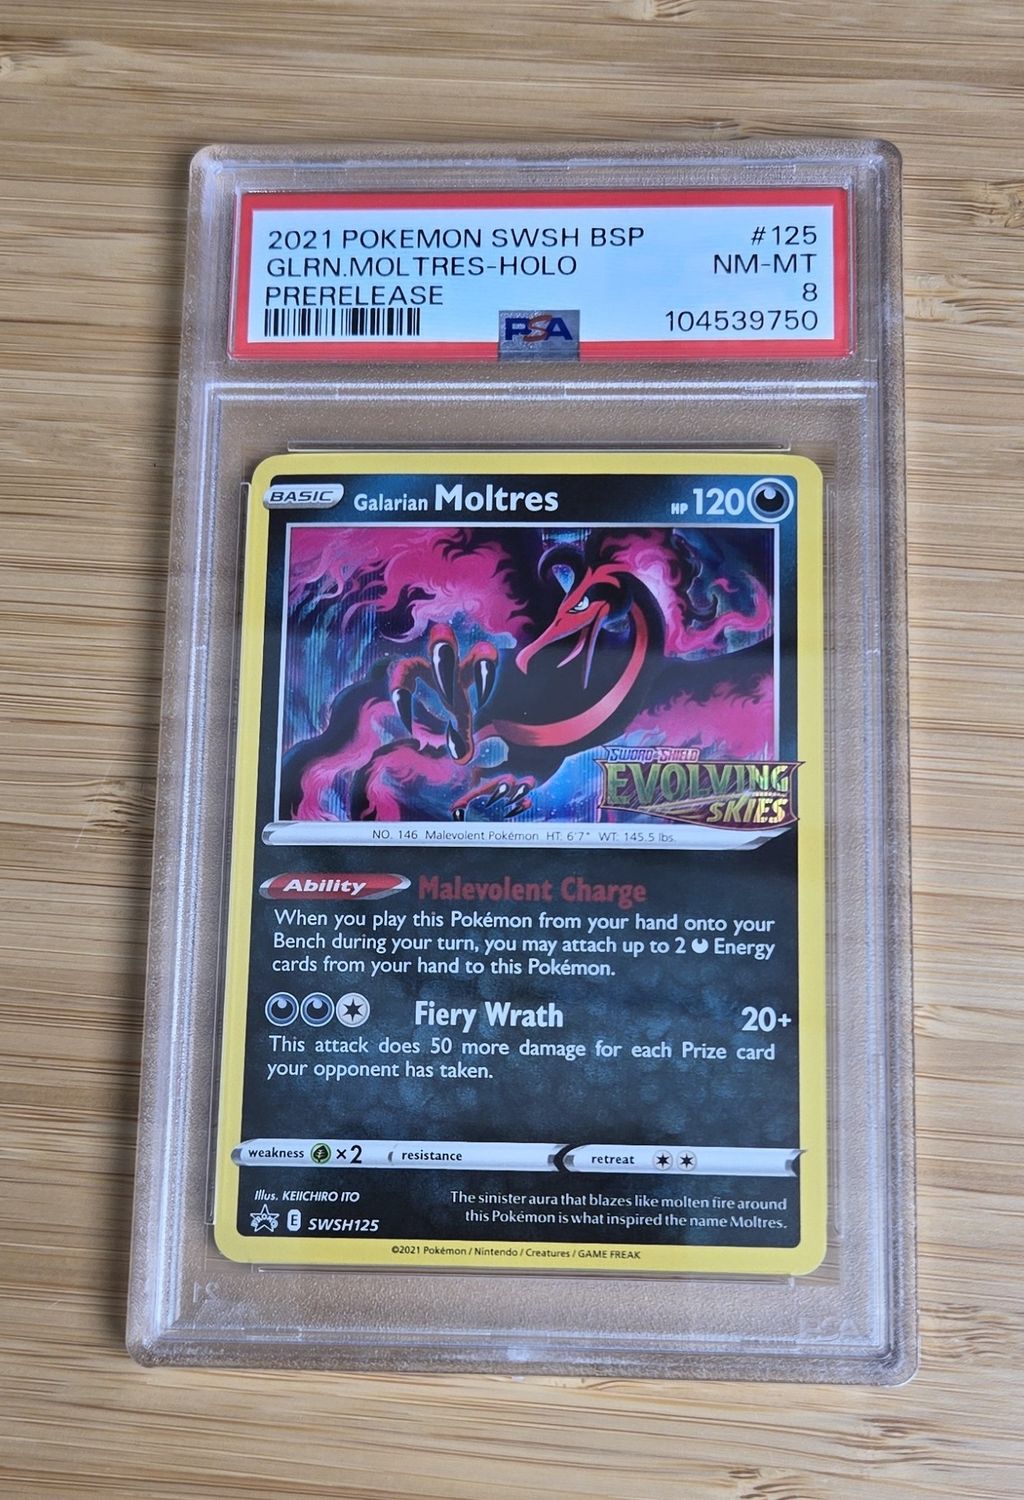 2021 POKEMON SWSH BSP #125
GLRN.MOLTRES-HOLO NM-MT
PRERELEASE 8
PSA 104539750
BASIC Galarian Moltres HP 120
SWORD & SHIELD
EVOLVING
SKIES
NO. 146 Malevolent Pokémon HT: 6'7" WT: 145.5 lbs.
Ability Malevolent Charge
When you play this Pokémon from your hand onto your
Bench during your turn, you may attach up to 2 Energy
cards from your hand to this Pokémon.
Fiery Wrath 20+
This attack does 50 more damage for each Prize card
your opponent has taken.
weakness ×2 resistance retreat
Illus. KEIICHIRO ITO
The sinister aura that blazes like molten fire around
E SWSH125 this Pokémon is what inspired the name Moltres.
©2021 Pokémon / Nintendo / Creatures / GAME FREAK
PSA